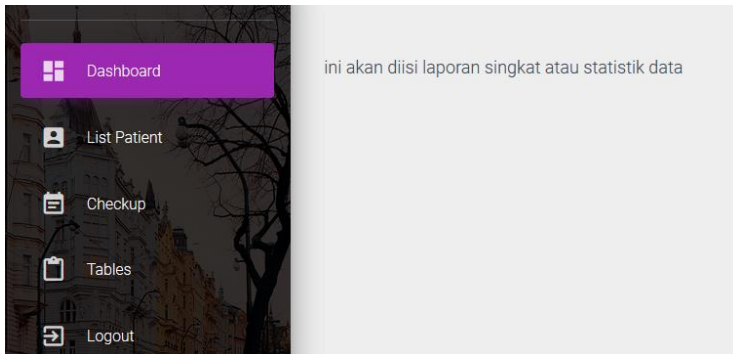 Dashboard
ini akan diisi laporan singkat atau statistik data
List Patient
Checkup
Tables
Logout